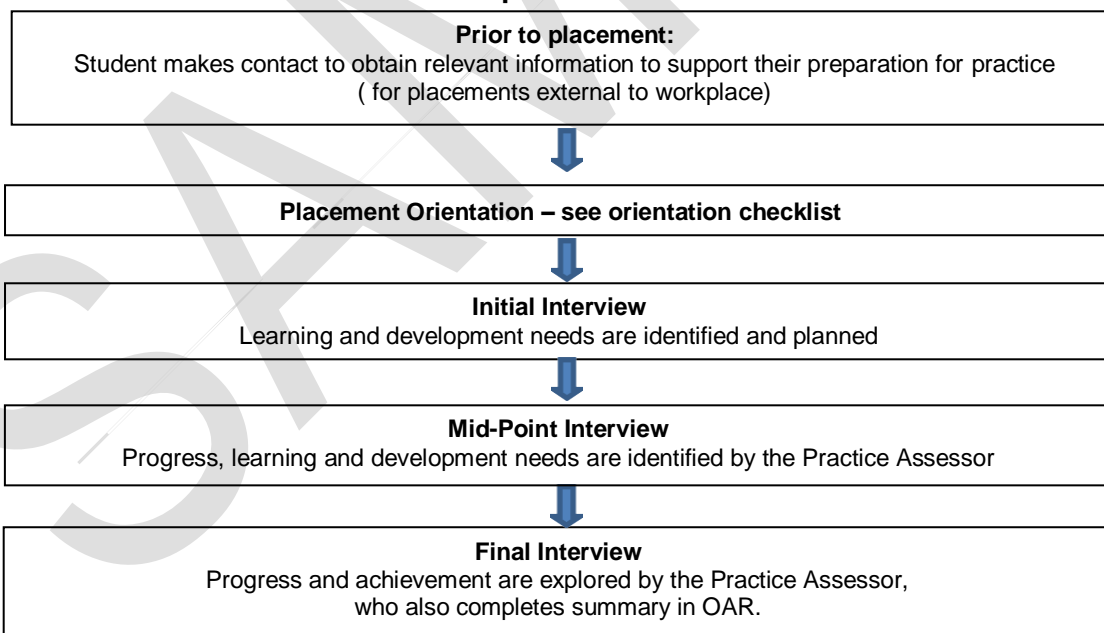 Prior to placement:
Student makes contact to obtain relevant information to support their preparation for practice
( for placements external to workplace)
Placement Orientation – see orientation checklist
Initial Interview
Learning and development needs are identified and planned
Mid-Point Interview
Progress, learning and development needs are identified by the Practice Assessor
Final Interview
Progress and achievement are explored by the Practice Assessor,
who also completes summary in OAR.